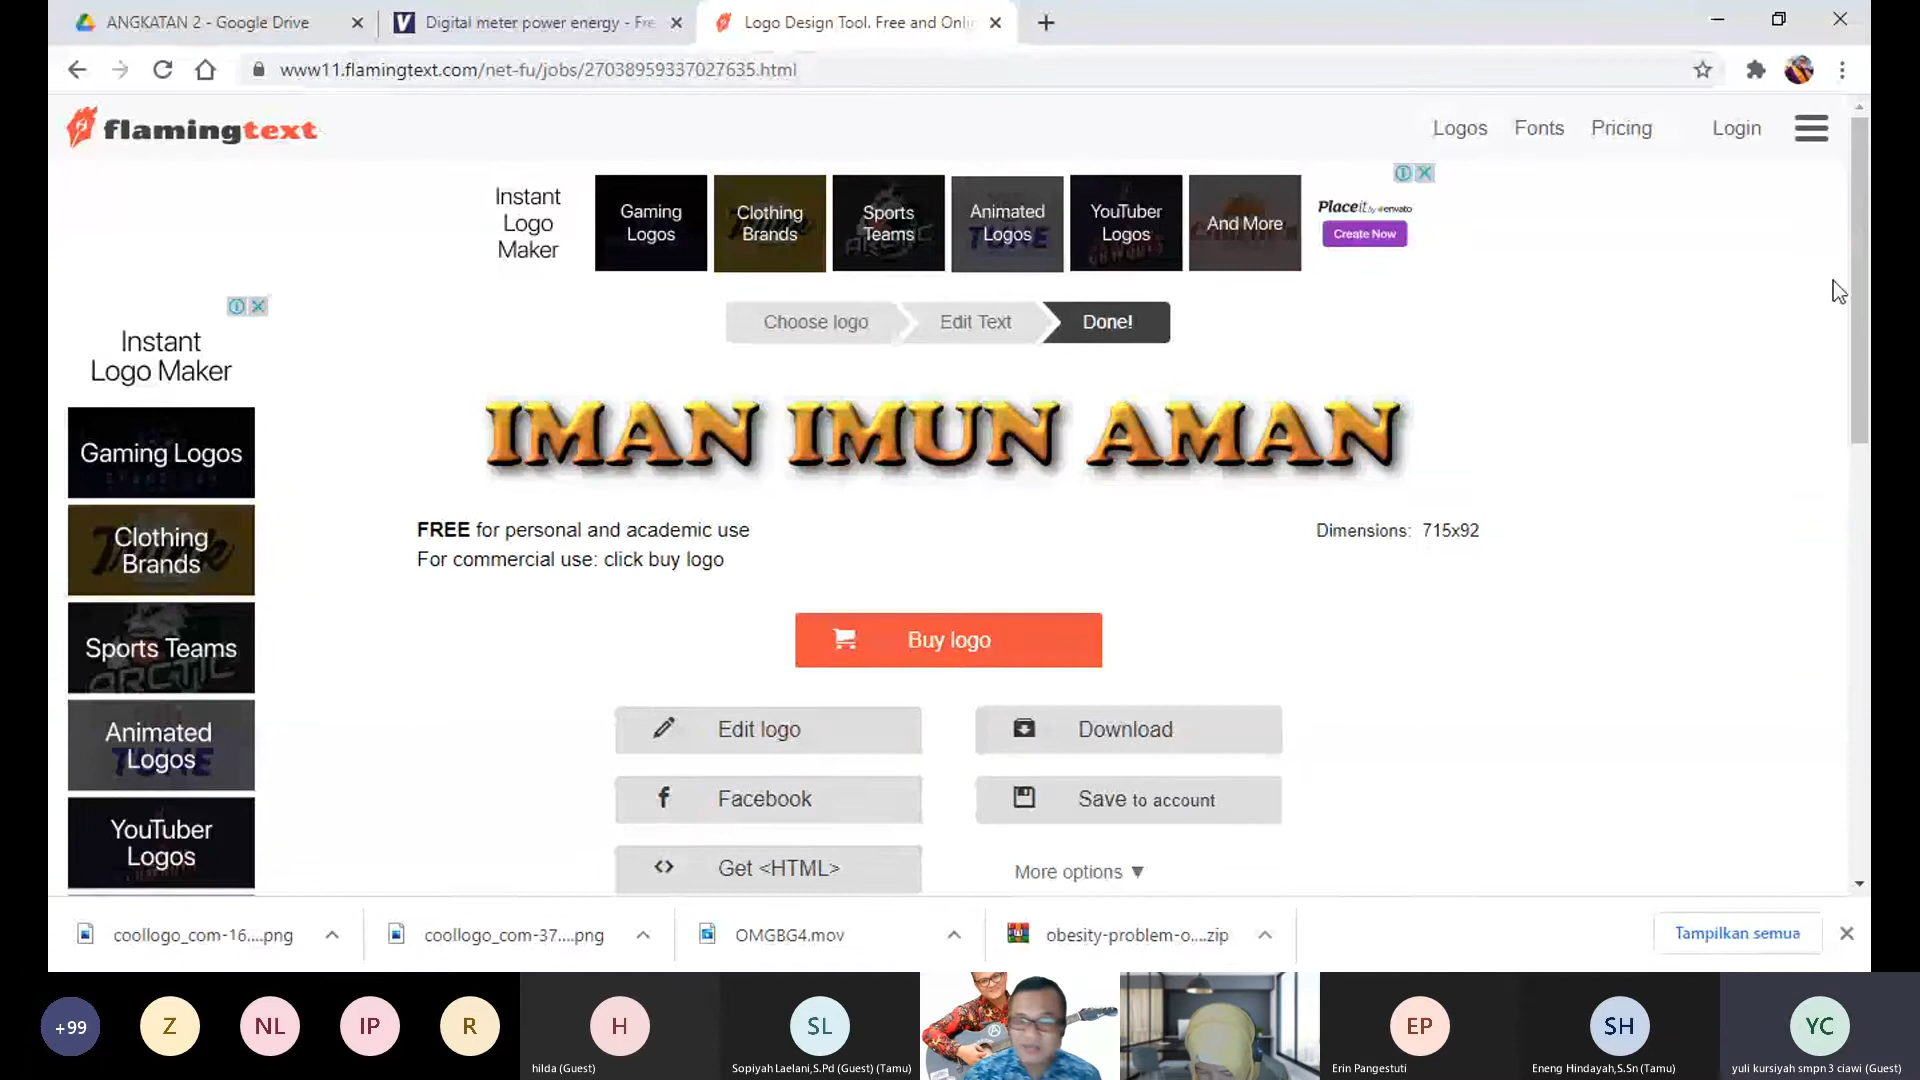 ANGKATAN 2 - Google Drive
Digital meter power energy - Fre
Logo Design Tool. Free and Onlin
www11.flamingtext.com/net-fu/jobs/27038959337027635.html
flamingtext
Logos
Fonts
Pricing
Login
Instant
Logo
Maker
Gaming
Logos
Clothing
Brands
Sports
Teams
Animated
Logos
YouTuber
Logos
And More
Placeit by envato
Create Now
Choose logo
Edit Text
Done!
Instant
Logo Maker
Gaming Logos
Clothing
Brands
Sports Teams
ARCTIC
Animated
Logos
YouTuber
Logos
IMAN IMUN AMAN
FREE for personal and academic use
Dimensions: 715x92
For commercial use: click buy logo
Buy logo
Edit logo
Download
Facebook
Save to account
Get <HTML>
More options ▼
coollogo_com-16....png
coollogo_com-37....png
OMGBG4.mov
obesity-problem-o....zip
Tampilkan semua
+99
Z
NL
IP
R
H
SL
EP
SH
YC
hilda (Guest)
Sopiyah Laelani,S.Pd (Guest) (Tamu)
Erin Pangestuti
Eneng Hindayah,S.Sn (Tamu)
yuli kursiyah smpn 3 ciawi (Guest)